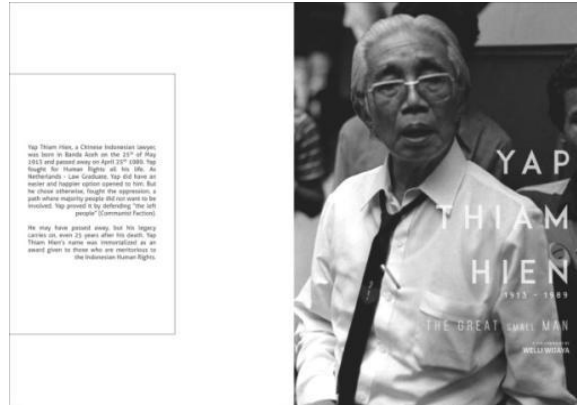 Yap Thiam Hien, a Chinese Indonesian lawyer,
was born in Banda Aceh on the 25th of May
1913 and passed away on April 25th 1989. Yap
fought for Human Rights all his life. As
Netherlands - Law Graduate, Yap did have an
easier and happier option opened to him. But
he chose otherwise, fought the oppression, a
path where majority people did not want to be
involved. Yap proved it by defending "the left
people" (Communist Faction).
He may have passed away, but his legacy
carries on, even 25 years after his death. Yap
Thiam Hien's name was immortalized as an
award given to those who are meritorious to
the Indonesian Human Rights.
YAP
THIAM
HIEN
1913 - 1989
THE GREAT SMALL MAN
WELLI WIJAYA